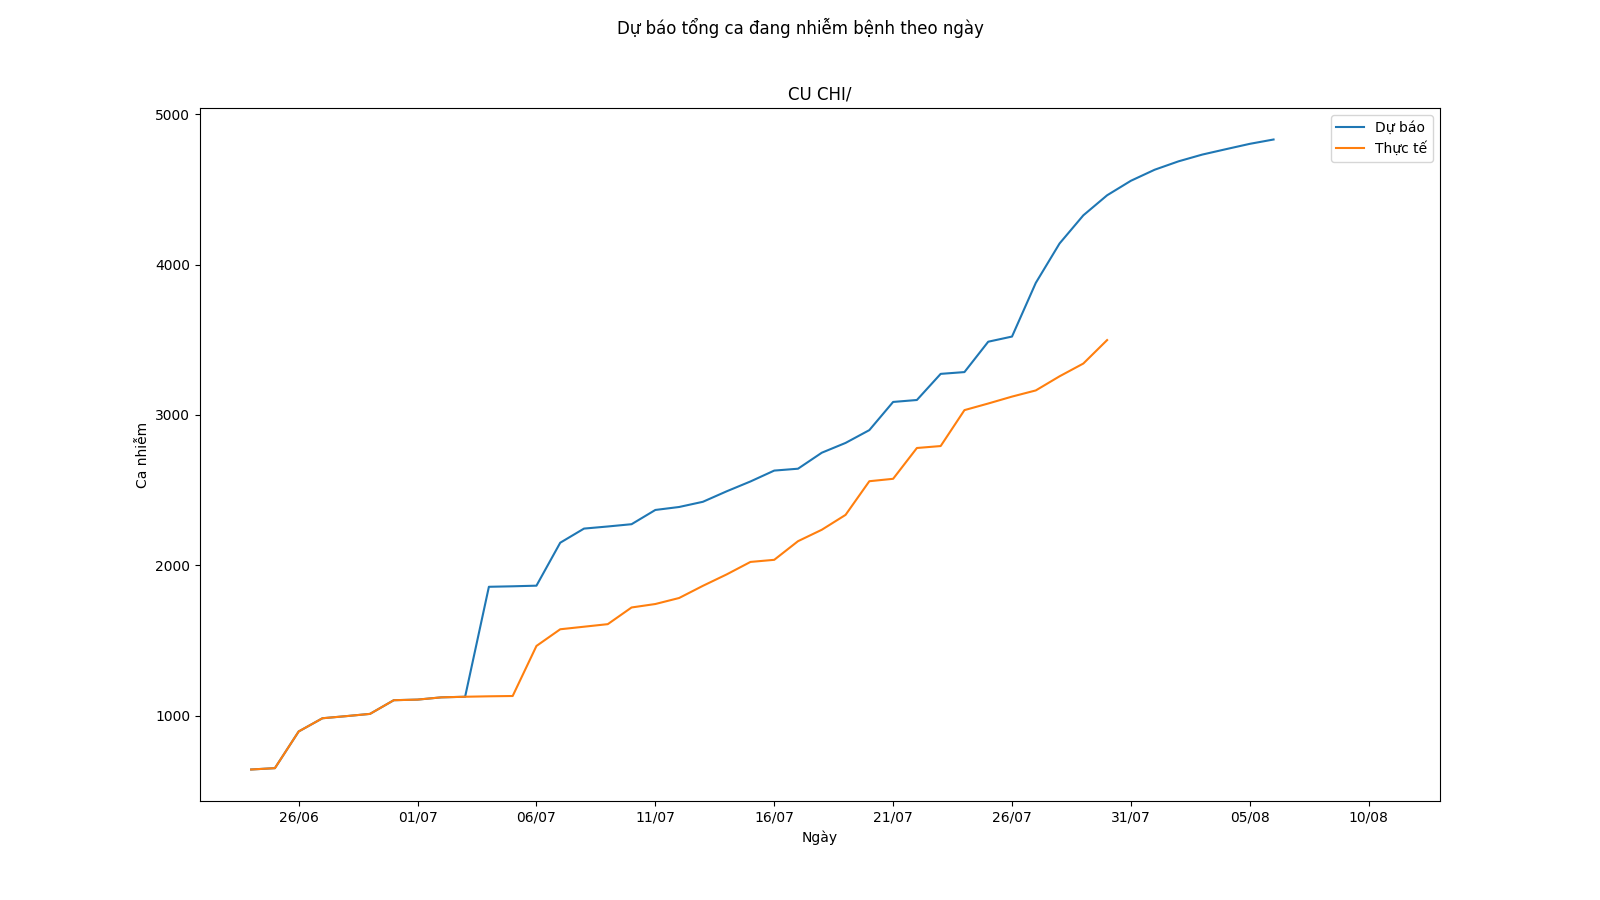 Dự báo tổng ca đang nhiễm bệnh theo ngày
CU CHI/
Dự báo
Thực tế
5000
4000
3000
2000
1000
Ca nhiễm
26/06 01/07 06/07 11/07 16/07 21/07 26/07 31/07 05/08 10/08
Ngày